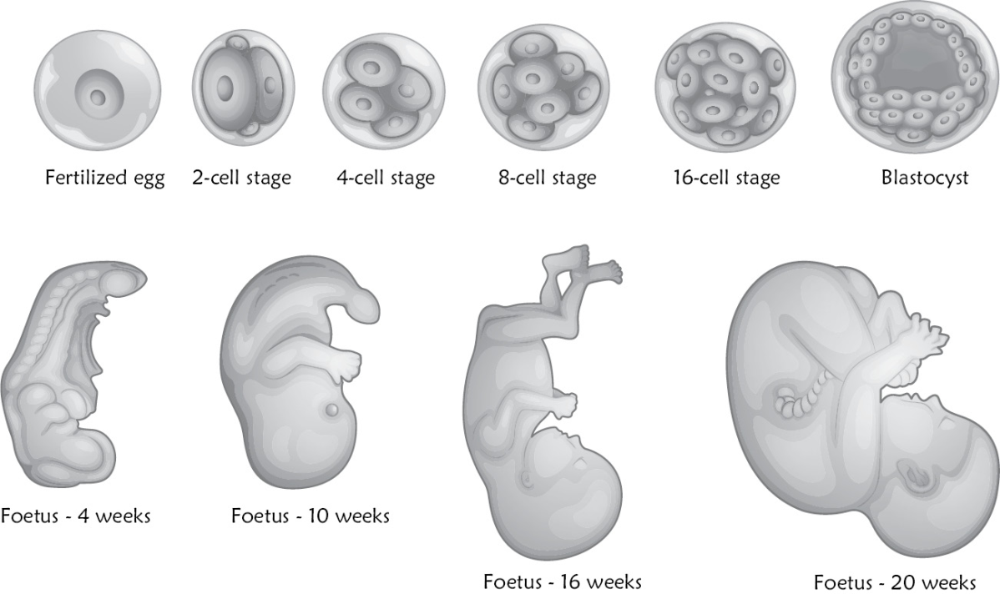 Fertilized egg
2-cell stage
4-cell stage
8-cell stage
16-cell stage
Blastocyst
Foetus - 4 weeks
Foetus - 10 weeks
Foetus - 16 weeks
Foetus - 20 weeks